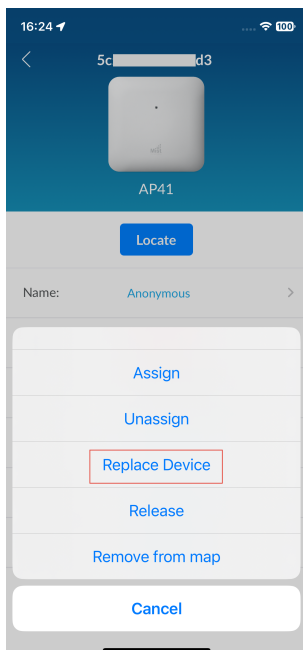 16:24
100
5c d3
AP41
Locate
Name: Anonymous
Assign
Unassign
Replace Device
Release
Remove from map
Cancel